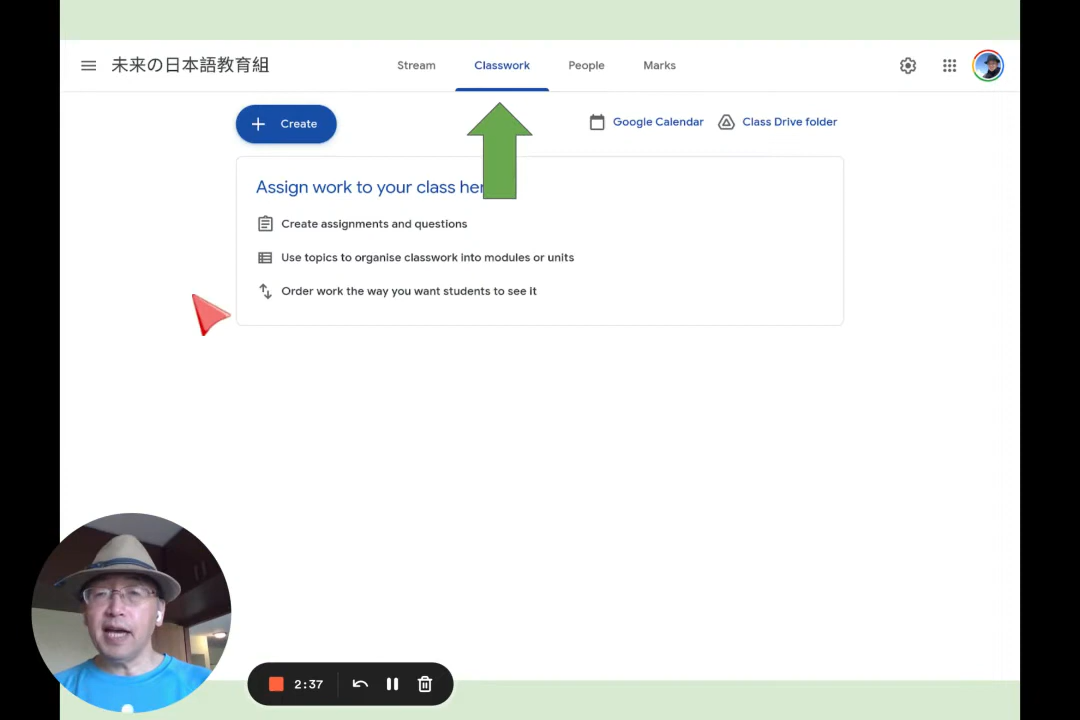 未来の日本語教育組
Stream
Classwork
People
Marks
Create
Google Calendar
Class Drive folder
Assign work to your class her
Create assignments and questions
Use topics to organise classwork into modules or units
Order work the way you want students to see it
2:37